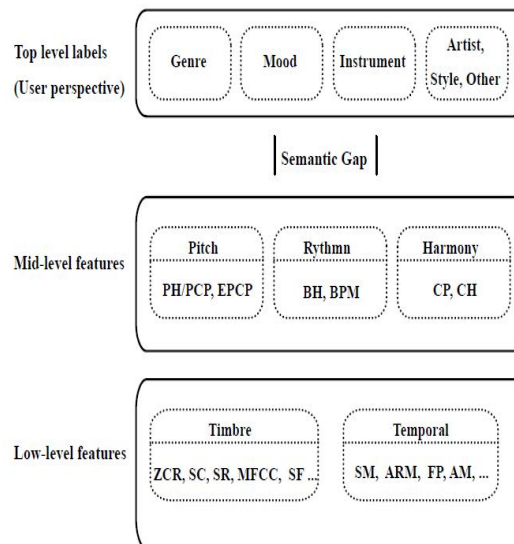 Top level labels
(User perspective)
Genre
Mood
Instrument
Artist,
Style, Other
Semantic Gap
Mid-level features
Pitch
PH/PCP, EPCP
Rythmn
BH, BPM
Harmony
CP, CH
Low-level features
Timbre
ZCR, SC, SR, MFCC, SF ...
Temporal
SM, ARM, FP, AM, ...